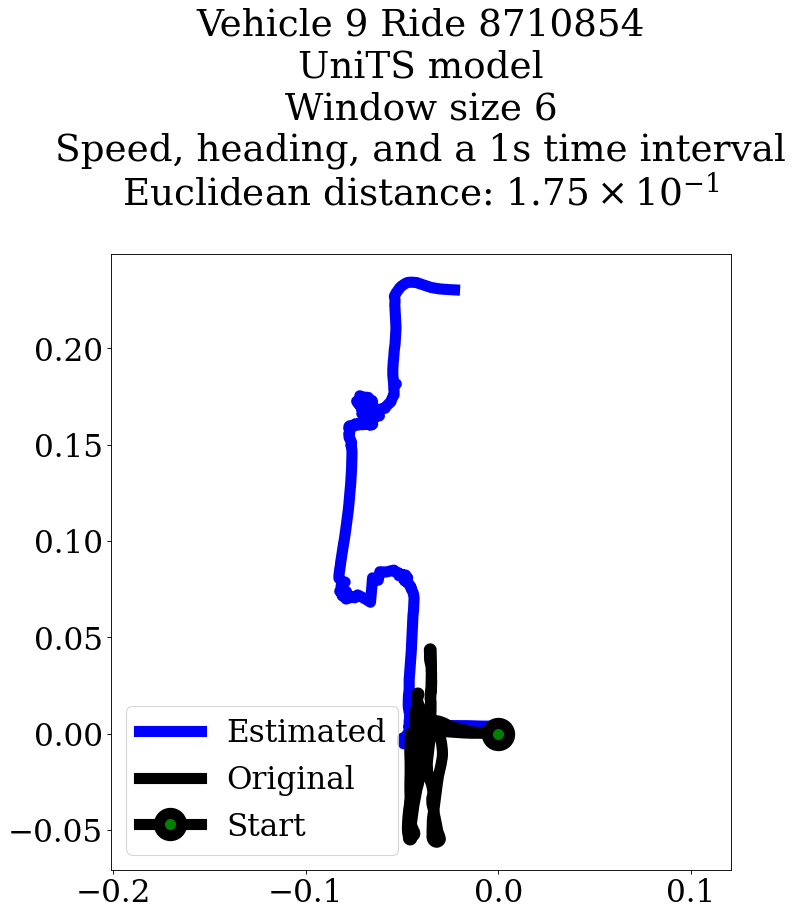 Vehicle 9 Ride 8710854
UniTS model
Window size 6
Speed, heading, and a 1s time interval
Euclidean distance: 1.75 × 10⁻¹
0.20
0.15
0.10
0.05
0.00
−0.05
Estimated
Original
Start
−0.2
−0.1
0.0
0.1